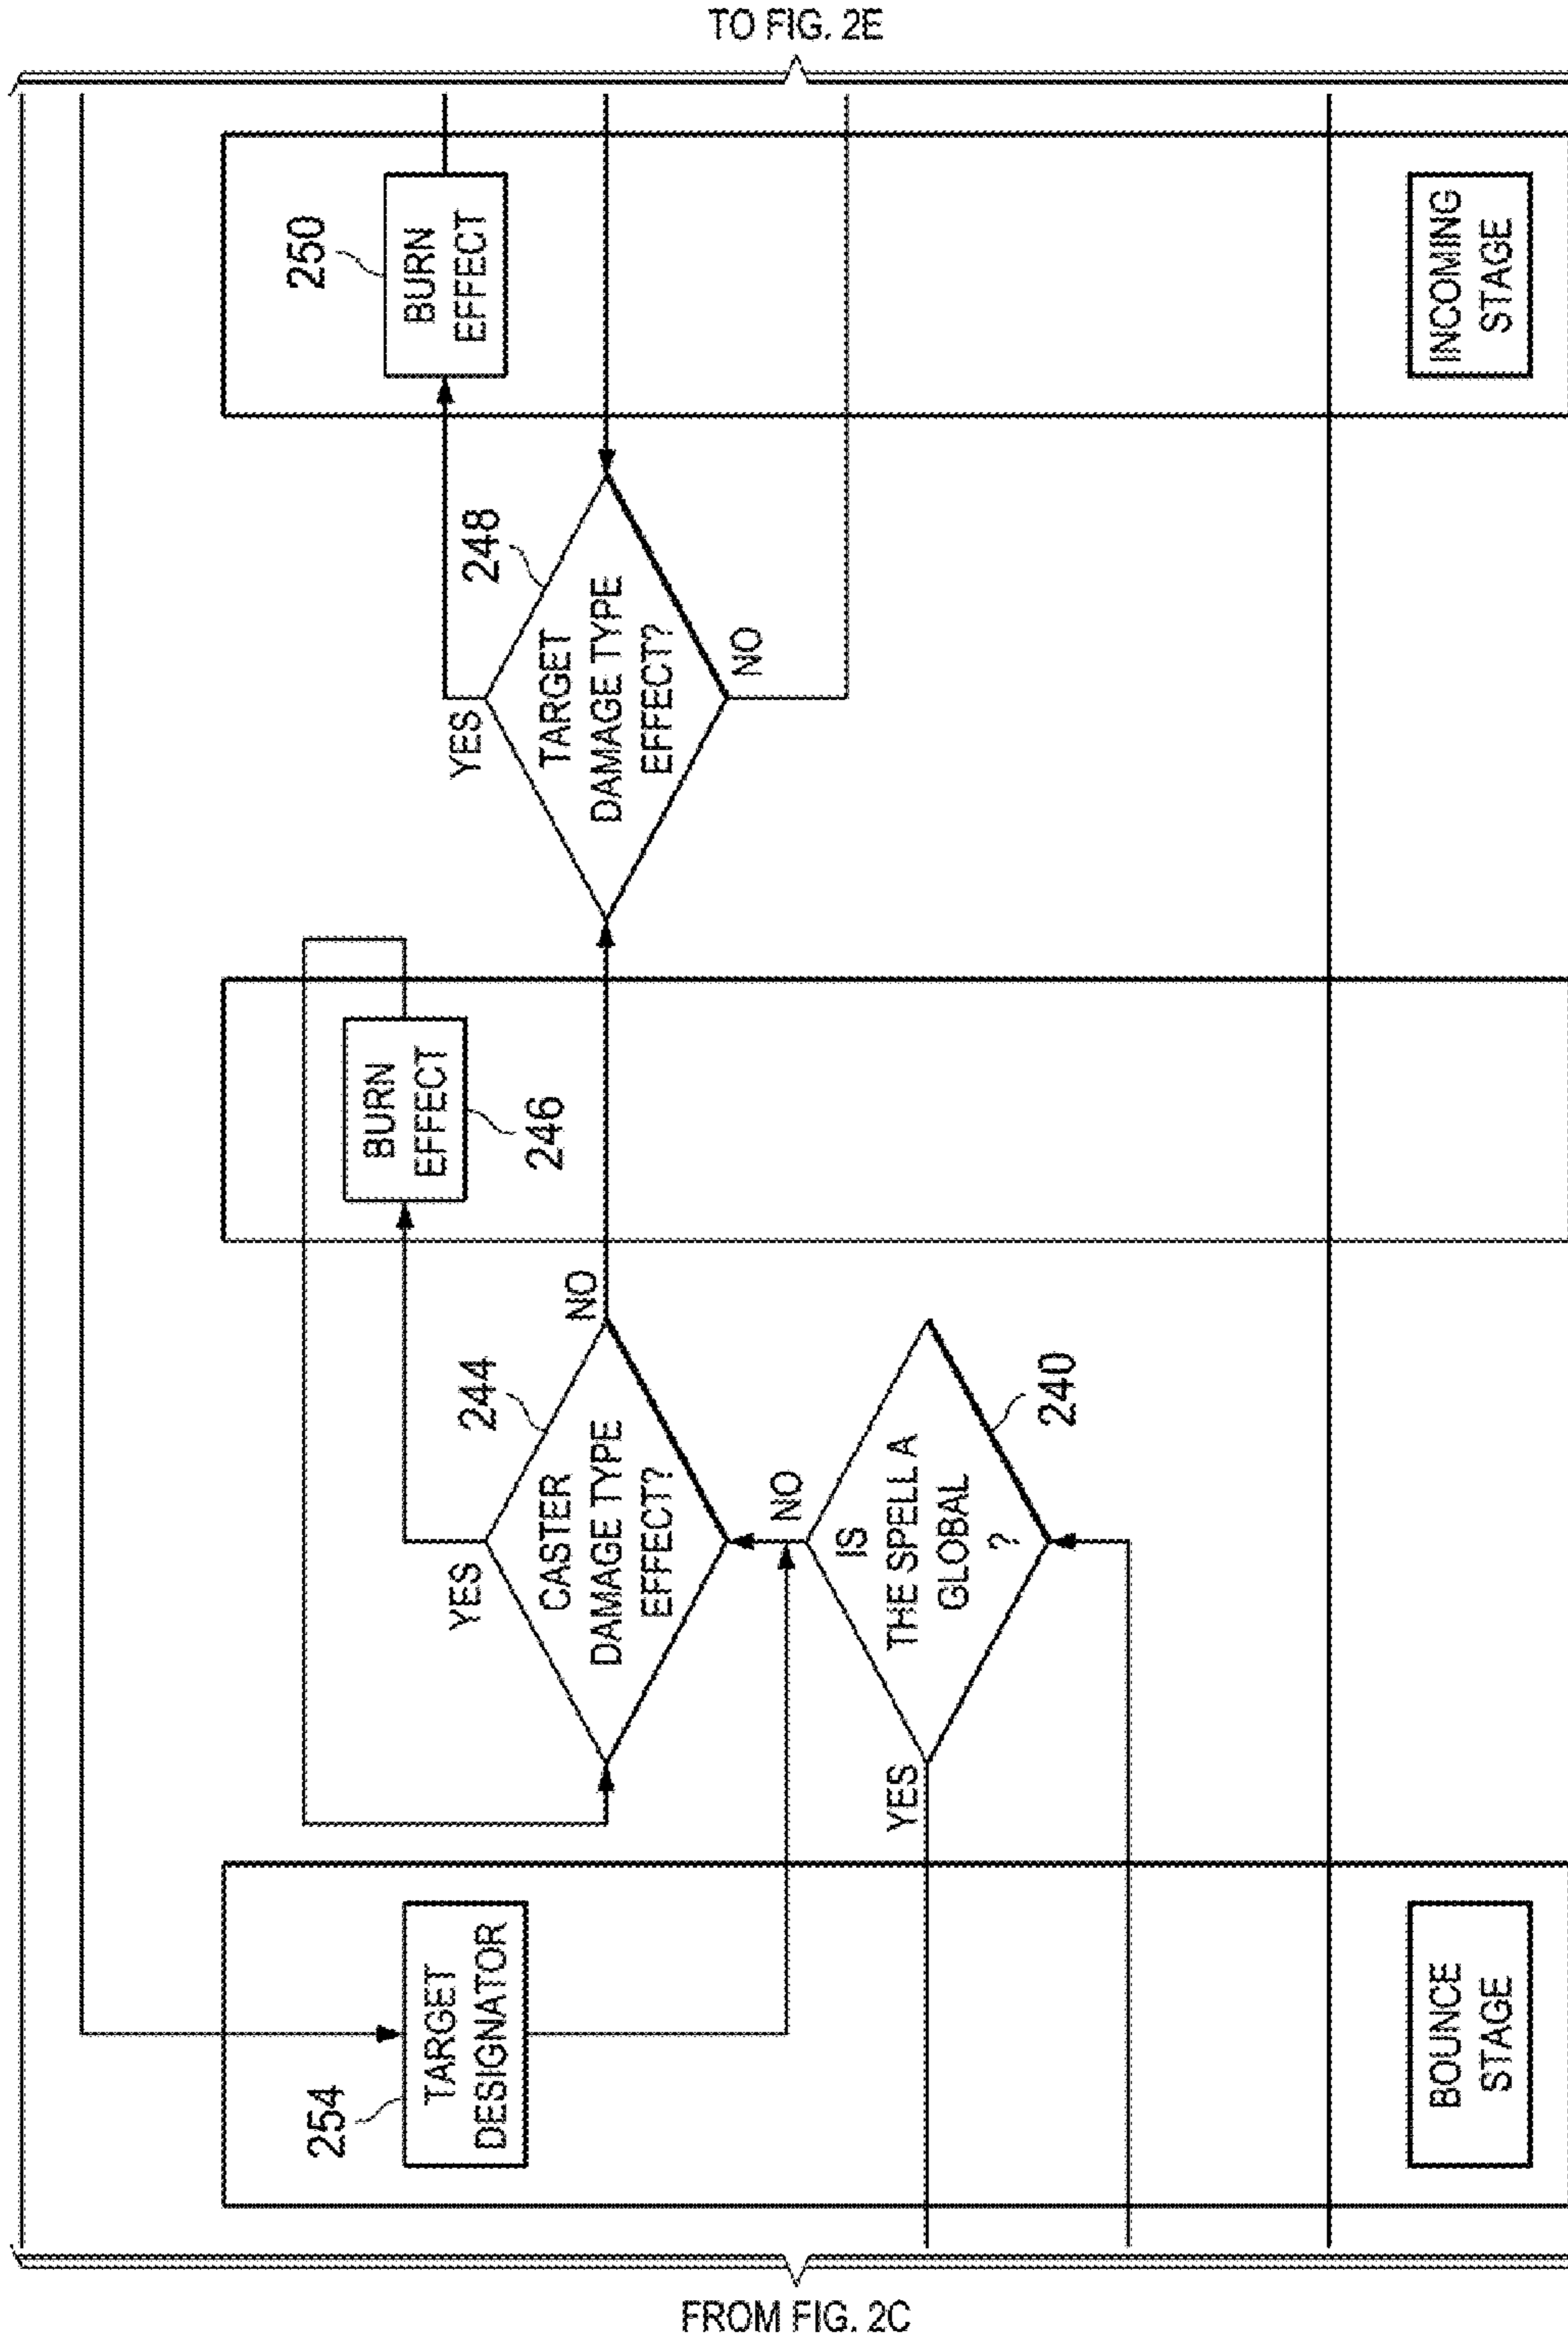 TO FIG. 2E
250
BURN
EFFECT
INCOMING
STAGE
248
YES
TARGET
DAMAGE TYPE
EFFECT?
NO
BURN
EFFECT
246
244
YES
CASTER
DAMAGE TYPE
EFFECT?
NO
NO
IS
THE SPELL A
GLOBAL
?
240
YES
254
TARGET
DESIGNATOR
BOUNCE
STAGE
FROM FIG. 2C